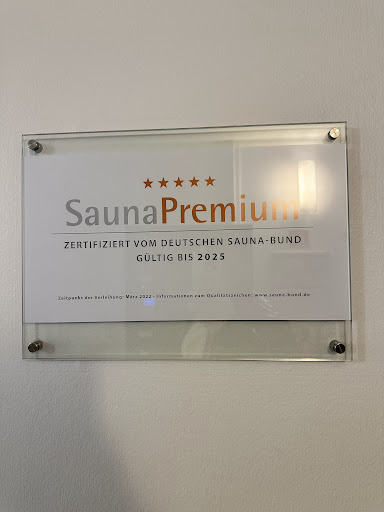 ★★★★★
SaunaPremium
ZERTIFIZIERT VOM DEUTSCHEN SAUNA-BUND
GÜLTIG BIS 2025
Zeitpunkt der Verleihung: März 2022 • Informationen zum Qualitätszeichen: www.sauna-bund.de